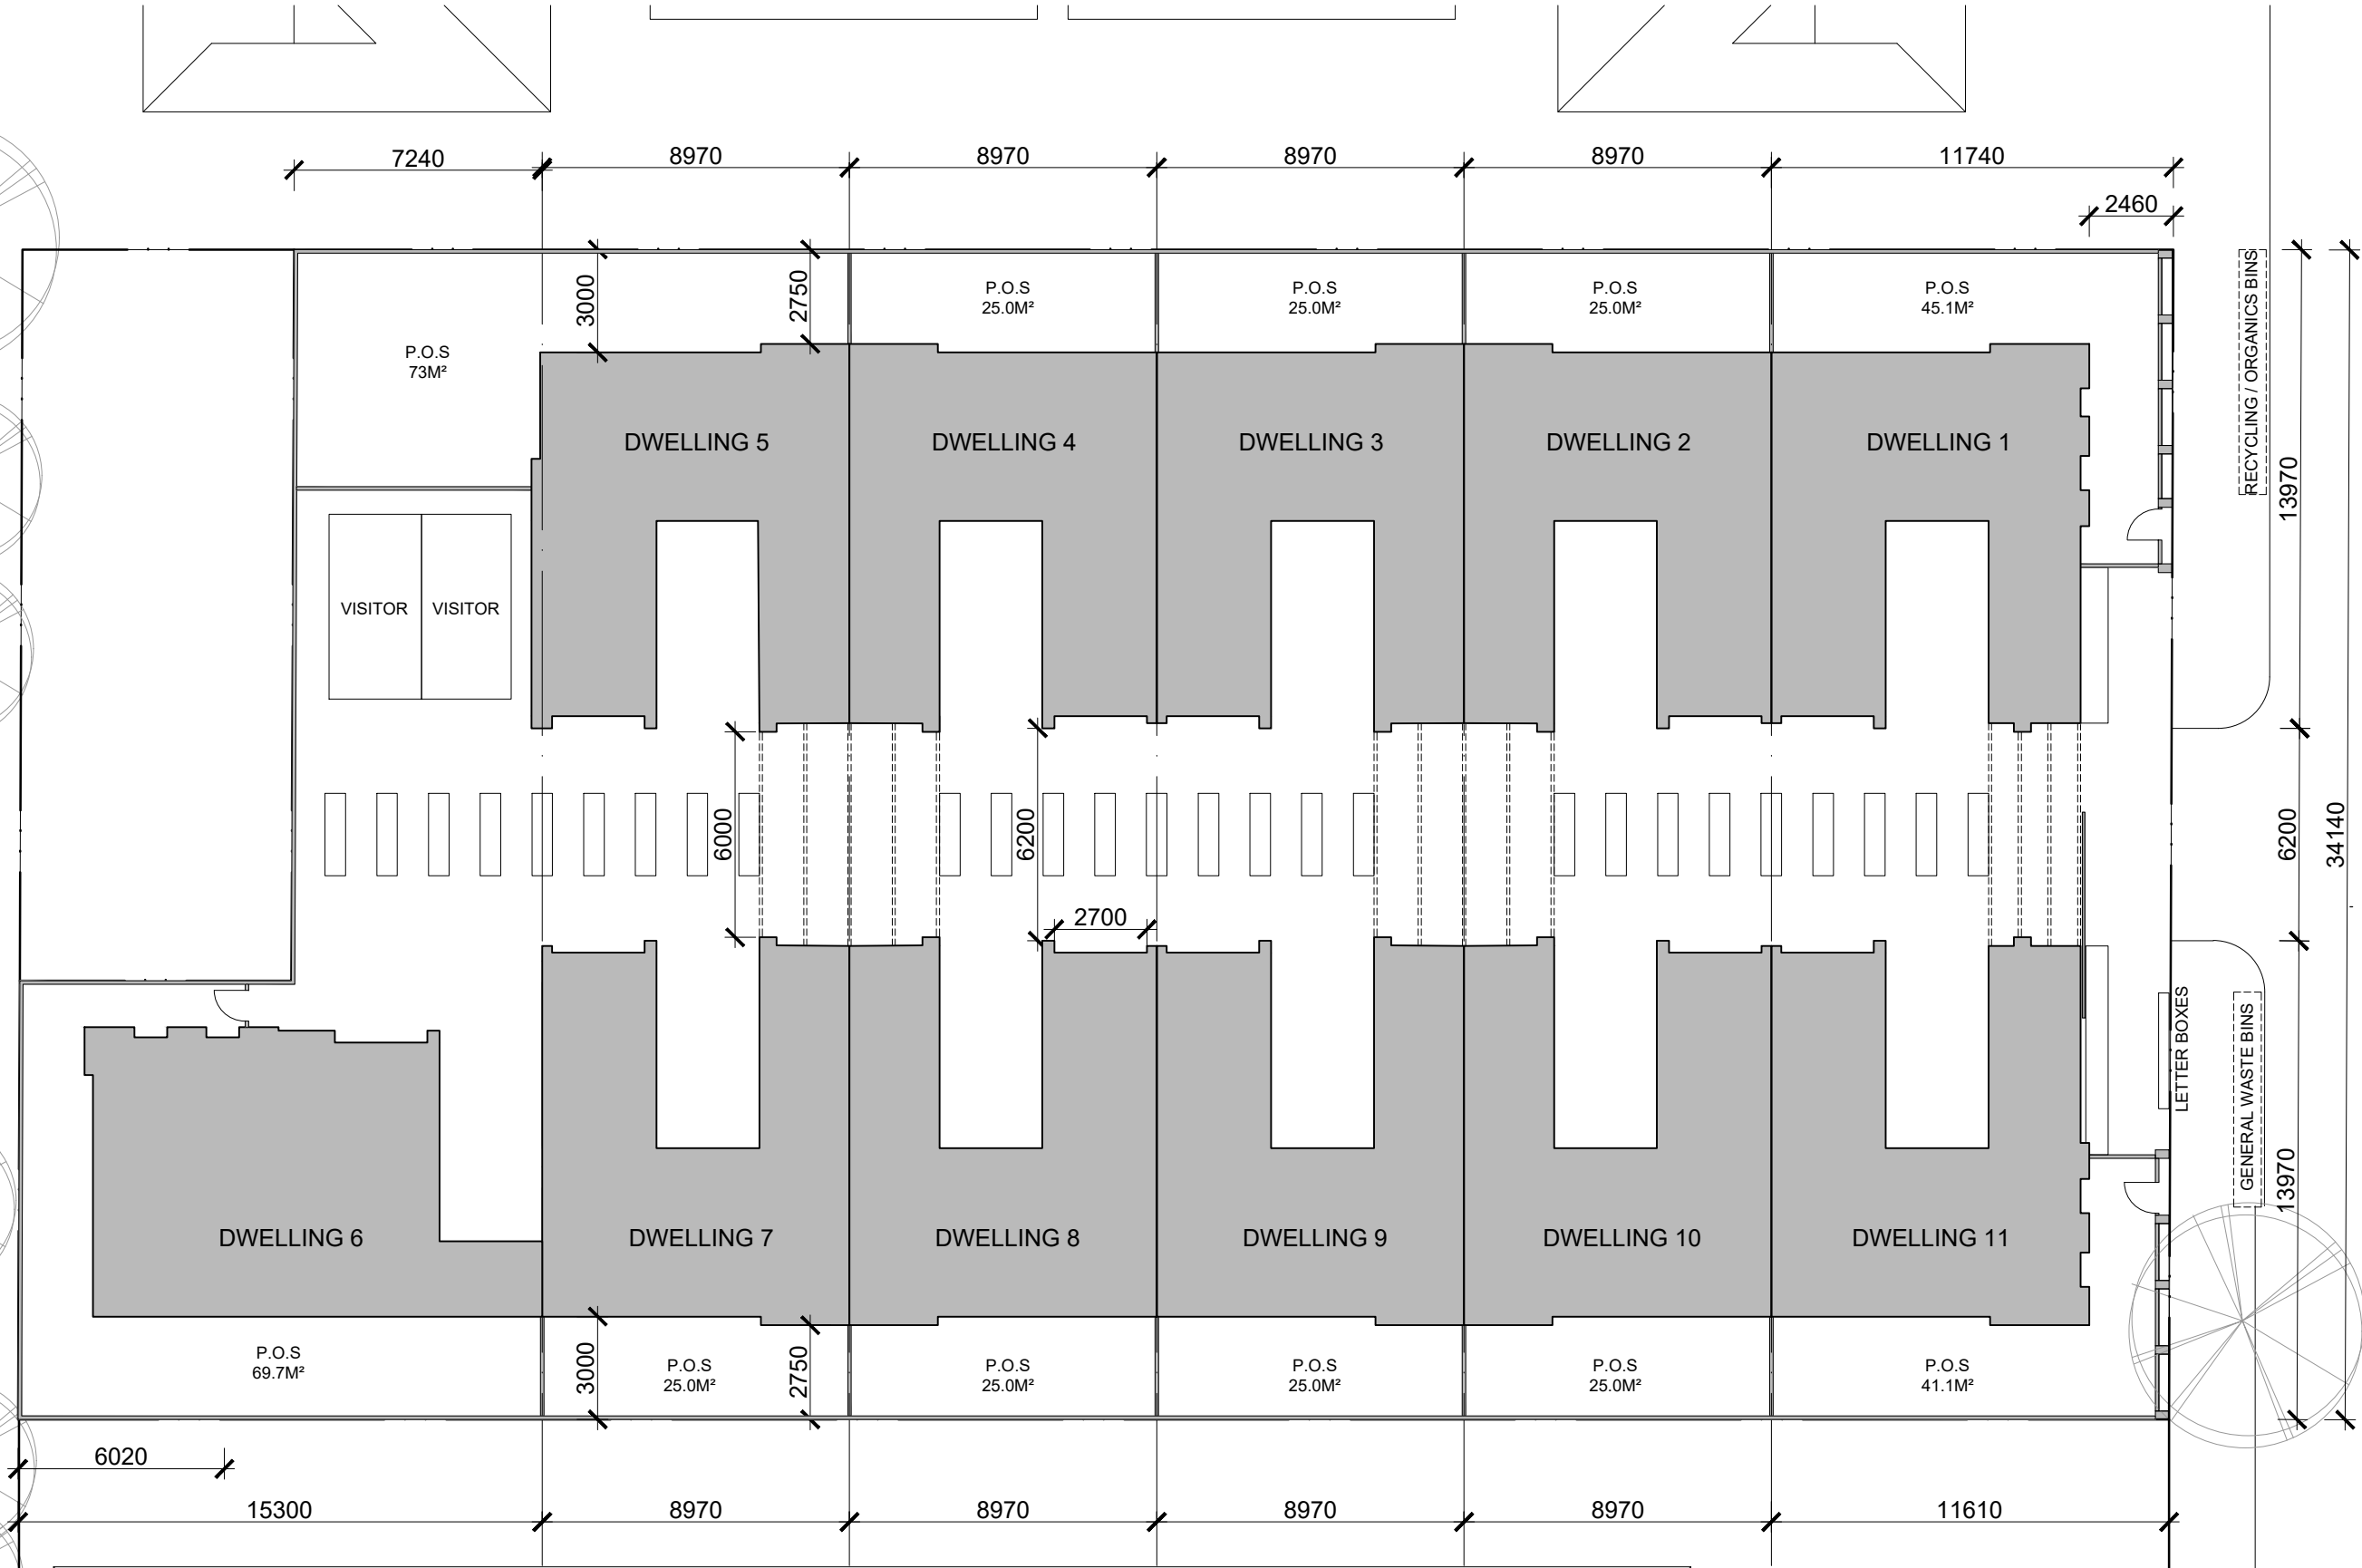 7240
8970
8970
8970
8970
11740
2460
3000
2750
P.O.S
25.0M²
P.O.S
25.0M²
P.O.S
25.0M²
P.O.S
45.1M²
P.O.S
73M²
RECYCLING / ORGANICS BINS
DWELLING 5
DWELLING 4
DWELLING 3
DWELLING 2
DWELLING 1
13970
VISITOR
VISITOR
6000
6200
6200
34140
2700
LETTER BOXES
GENERAL WASTE BINS
13970
DWELLING 6
DWELLING 7
DWELLING 8
DWELLING 9
DWELLING 10
DWELLING 11
P.O.S
69.7M²
3000
P.O.S
25.0M²
2750
P.O.S
25.0M²
P.O.S
25.0M²
P.O.S
25.0M²
P.O.S
41.1M²
6020
15300
8970
8970
8970
8970
11610